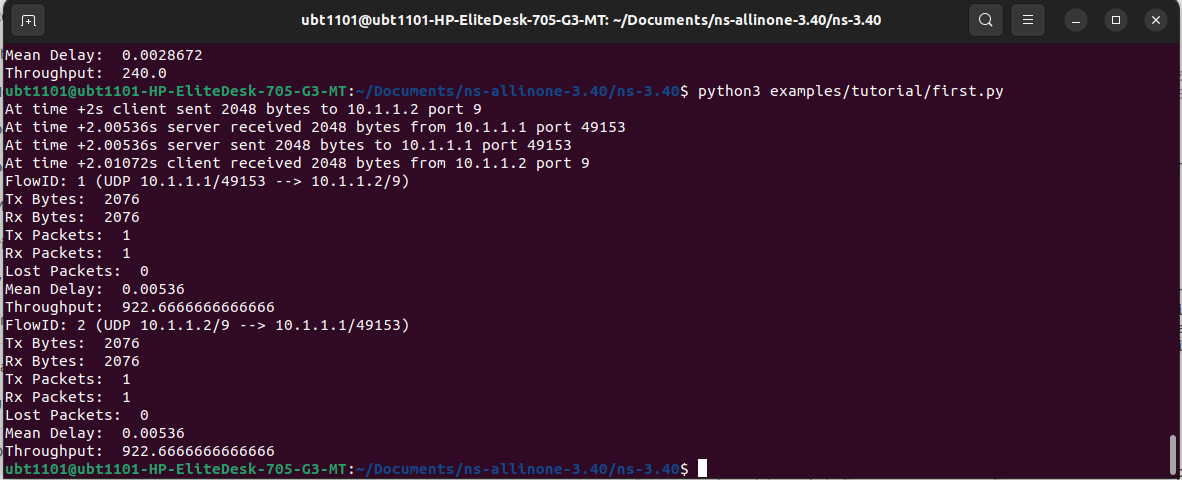 ubt1101@ubt1101-HP-EliteDesk-705-G3-MT: ~/Documents/ns-allinone-3.40/ns-3.40
Mean Delay:  0.0028672
Throughput:  240.0
ubt1101@ubt1101-HP-EliteDesk-705-G3-MT:~/Documents/ns-allinone-3.40/ns-3.40$ python3 examples/tutorial/first.py
At time +2s client sent 2048 bytes to 10.1.1.2 port 9
At time +2.00536s server received 2048 bytes from 10.1.1.1 port 49153
At time +2.00536s server sent 2048 bytes to 10.1.1.1 port 49153
At time +2.01072s client received 2048 bytes from 10.1.1.2 port 9
FlowID: 1 (UDP 10.1.1.1/49153 --> 10.1.1.2/9)
Tx Bytes:  2076
Rx Bytes:  2076
Tx Packets:  1
Rx Packets:  1
Lost Packets:  0
Mean Delay:  0.00536
Throughput:  922.6666666666666
FlowID: 2 (UDP 10.1.1.2/9 --> 10.1.1.1/49153)
Tx Bytes:  2076
Rx Bytes:  2076
Tx Packets:  1
Rx Packets:  1
Lost Packets:  0
Mean Delay:  0.00536
Throughput:  922.6666666666666
ubt1101@ubt1101-HP-EliteDesk-705-G3-MT:~/Documents/ns-allinone-3.40/ns-3.40$